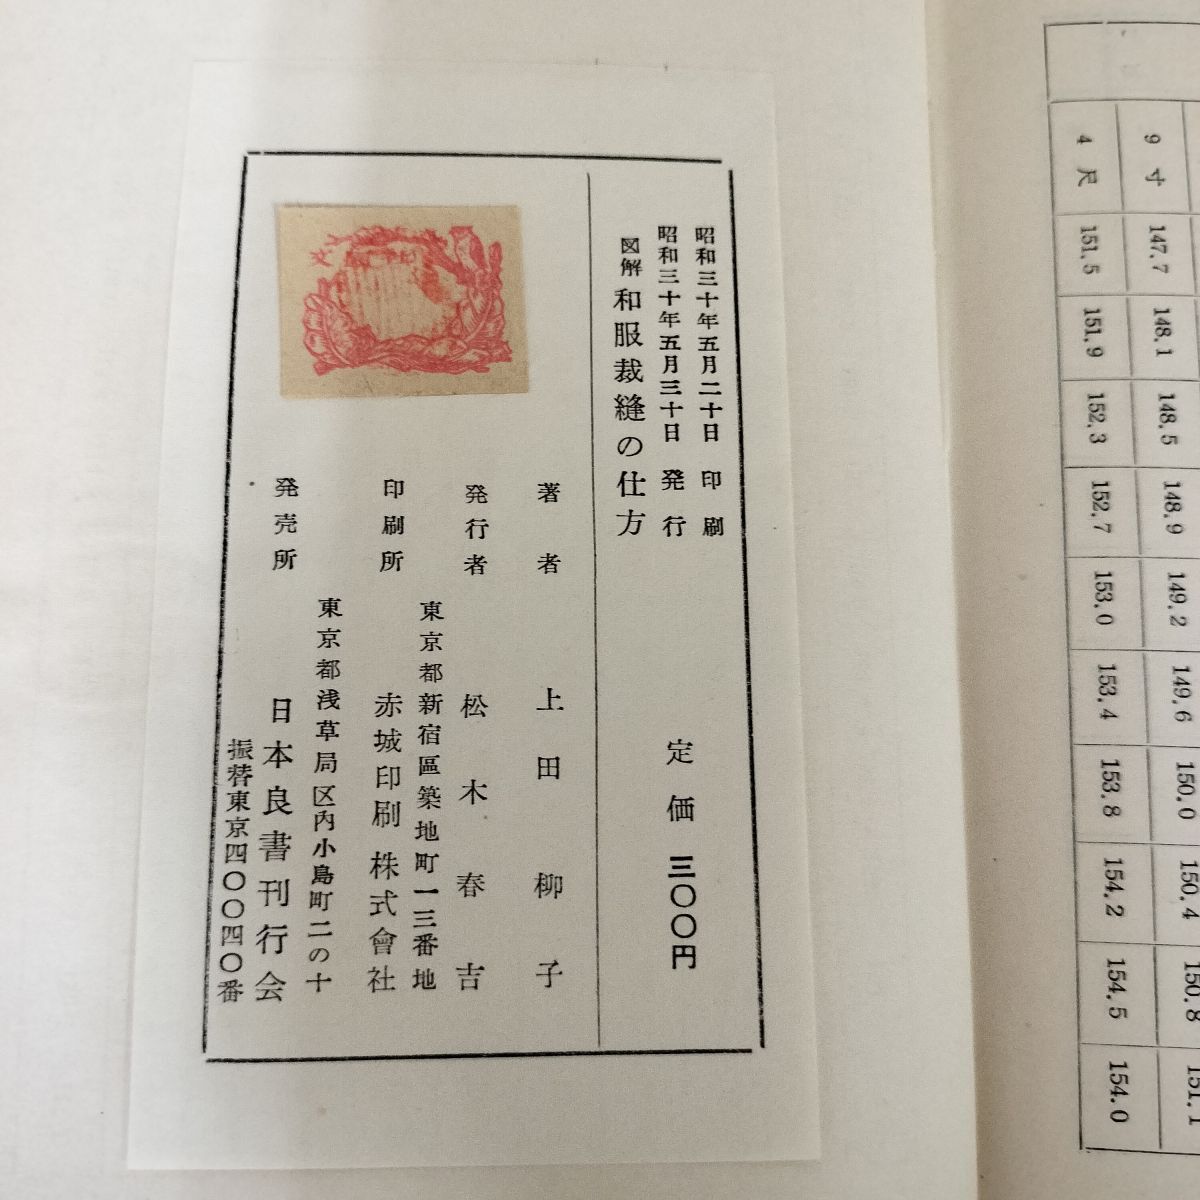 昭和三十年五月二十日 印刷
昭和三十年五月三十日 発行
図解 和服裁縫の仕方
定価 三〇〇円
著者 上田柳子
発行者 松木春吉
東京都新宿區築地町一三番地
印刷所 赤城印刷株式會社
東京都浅草局区内小島町二の十
発売所 日本良書刊行会
振替東京四〇〇四〇番
9寸 147.7 148.1 148.5 148.9 149.2 149.6 150.0 150.4 150.8 151.1
4尺 151.5 151.9 152.3 152.7 153.0 153.4 153.8 154.2 154.5 154.0